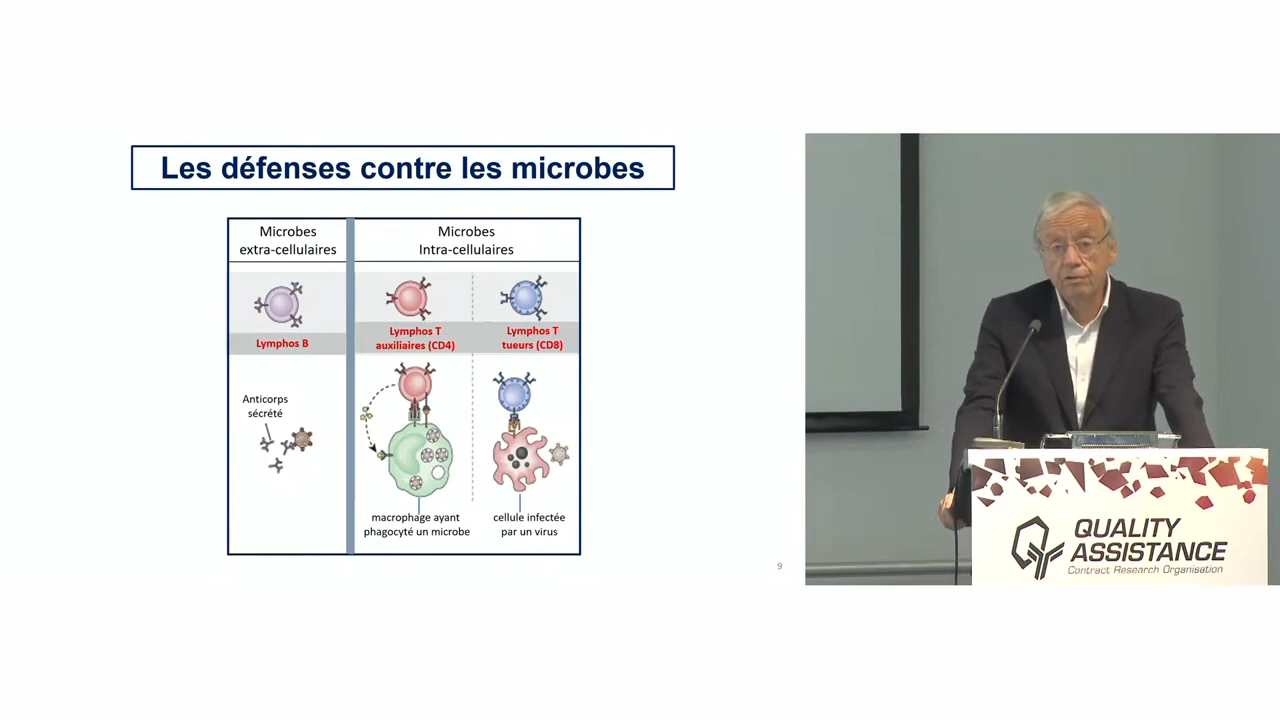 Les défenses contre les microbes
Microbes
extra-cellulaires
Microbes
Intra-cellulaires
Lymphos B
Lymphos T
auxiliaires (CD4)
Lymphos T
tueurs (CD8)
Anticorps
sécrété
macrophage ayant
phagocyté un microbe
cellule infectée
par un virus
9
QUALITY
ASSISTANCE
Contract Research Organisation